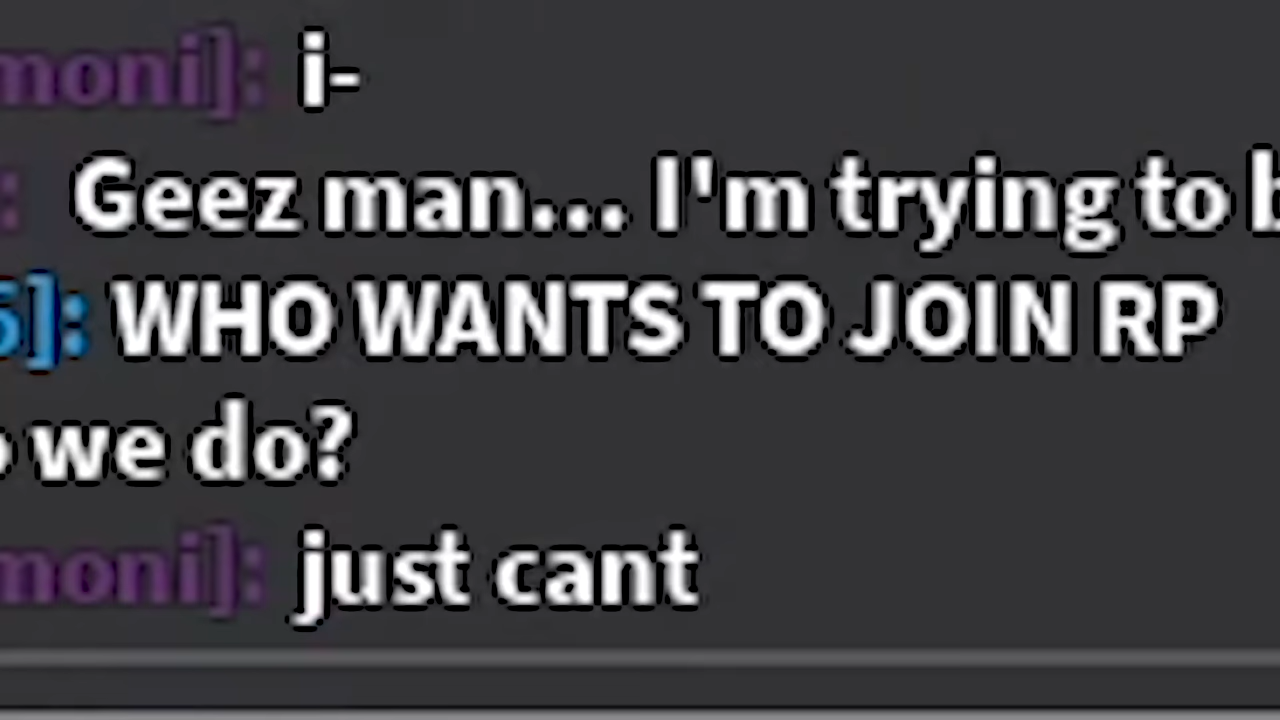 moni]: i-
: Geez man... I'm trying to
5]: WHO WANTS TO JOIN RP
we do?
moni]: just cant